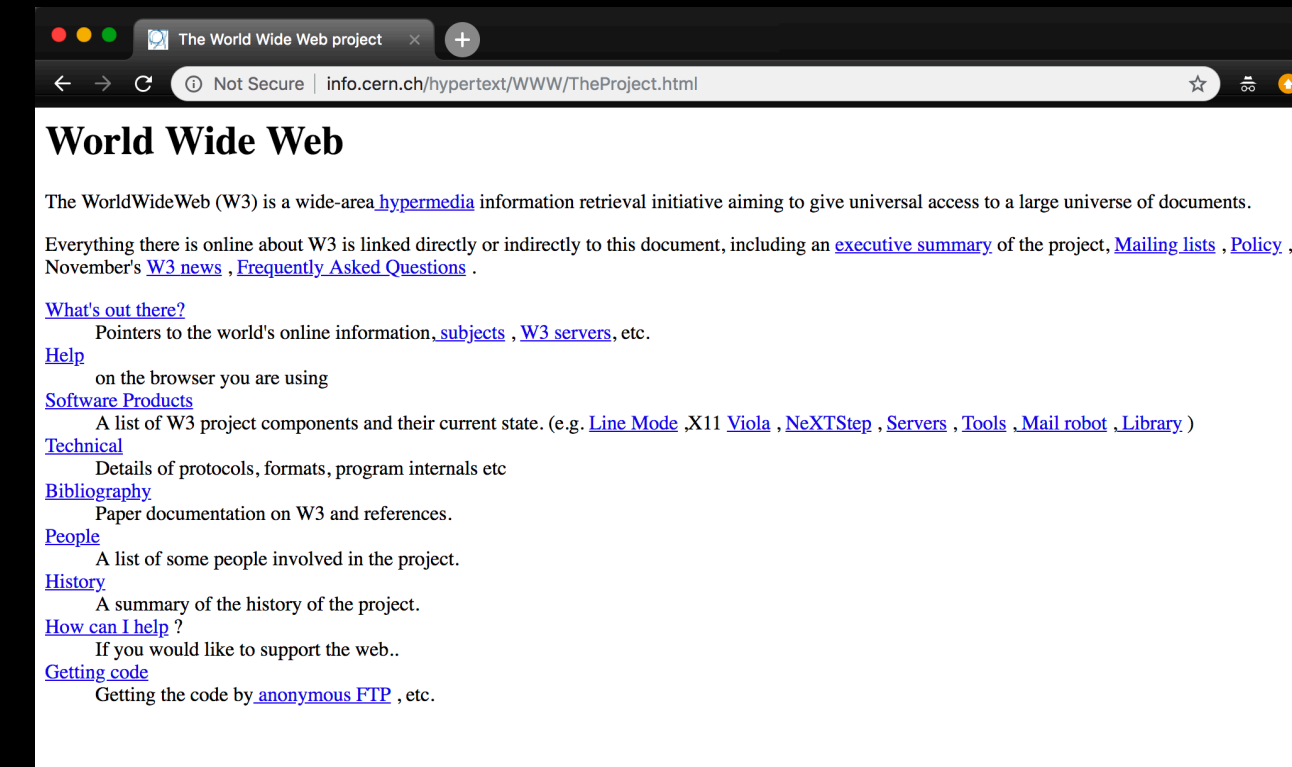 The World Wide Web project
Not Secure | info.cern.ch/hypertext/WWW/TheProject.html
World Wide Web
The WorldWideWeb (W3) is a wide-area hypermedia information retrieval initiative aiming to give universal access to a large universe of documents.
Everything there is online about W3 is linked directly or indirectly to this document, including an executive summary of the project, Mailing lists , Policy ,
November's W3 news , Frequently Asked Questions .
What's out there?
Pointers to the world's online information, subjects , W3 servers, etc.
Help
on the browser you are using
Software Products
A list of W3 project components and their current state. (e.g. Line Mode ,X11 Viola , NeXTStep , Servers , Tools , Mail robot , Library )
Technical
Details of protocols, formats, program internals etc
Bibliography
Paper documentation on W3 and references.
People
A list of some people involved in the project.
History
A summary of the history of the project.
How can I help ?
If you would like to support the web..
Getting code
Getting the code by anonymous FTP , etc.